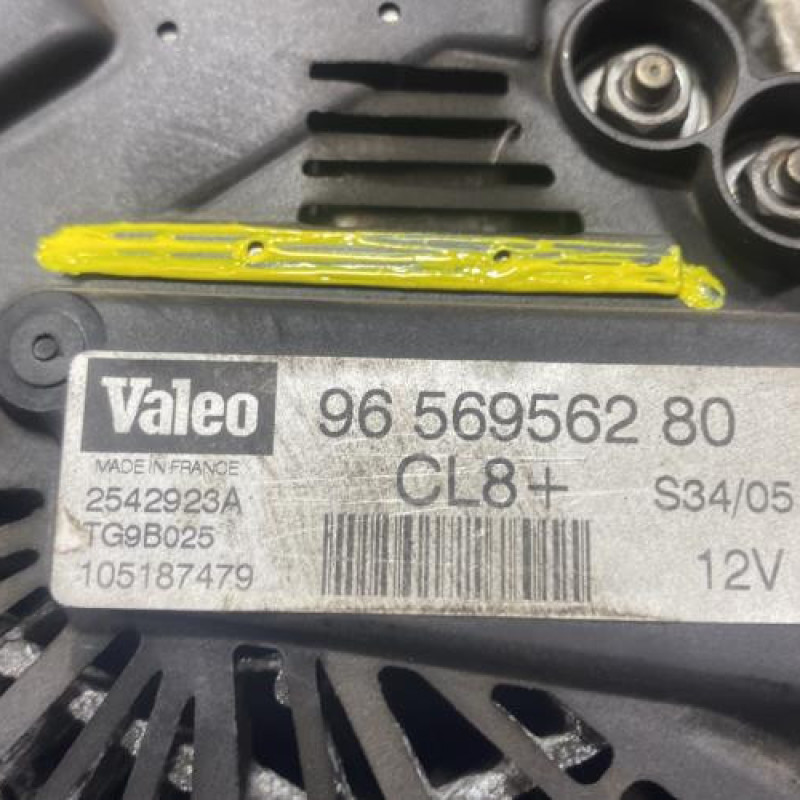 Valeo
96 569562 80
MADE IN FRANCE
CL8+
2542923A
S34/05
TG9B025
105187479
12V